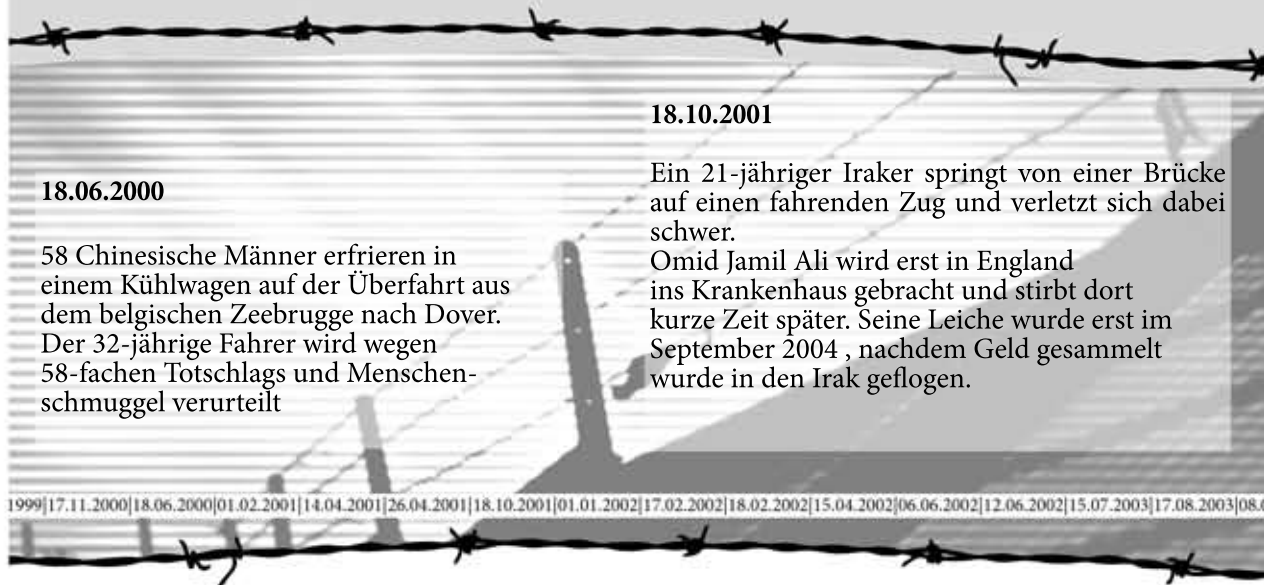 18.06.2000
58 Chinesische Männer erfrieren in
einem Kühlwagen auf der Überfahrt aus
dem belgischen Zeebrugge nach Dover.
Der 32-jährige Fahrer wird wegen
58-fachen Totschlags und Menschen-
schmuggel verurteilt
18.10.2001
Ein 21-jähriger Iraker springt von einer Brücke
auf einen fahrenden Zug und verletzt sich dabei
schwer.
Omid Jamil Ali wird erst in England
ins Krankenhaus gebracht und stirbt dort
kurze Zeit später. Seine Leiche wurde erst im
September 2004 , nachdem Geld gesammelt
wurde in den Irak geflogen.
1999|17.11.2000|18.06.2000|01.02.2001|14.04.2001|26.04.2001|18.10.2001|01.01.2002|17.02.2002|18.02.2002|15.04.2002|06.06.2002|12.06.2002|15.07.2003|17.08.2003|08.